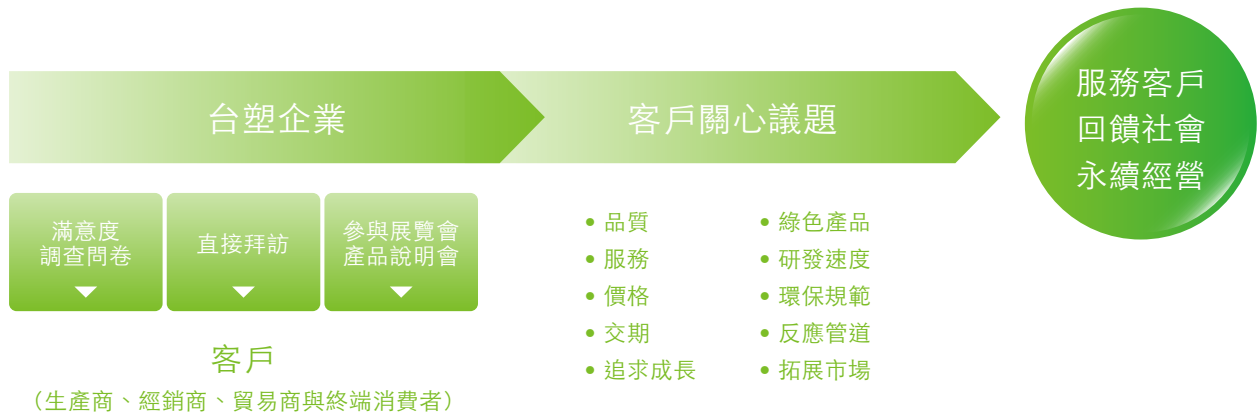 台塑企業
客戶關心議題
服務客戶
回饋社會
永續經營
滿意度
調查問卷
直接拜訪
參與展覽會
產品說明會
客戶
（生產商、經銷商、貿易商與終端消費者）
• 品質
• 服務
• 價格
• 交期
• 追求成長
• 綠色產品
• 研發速度
• 環保規範
• 反應管道
• 拓展市場